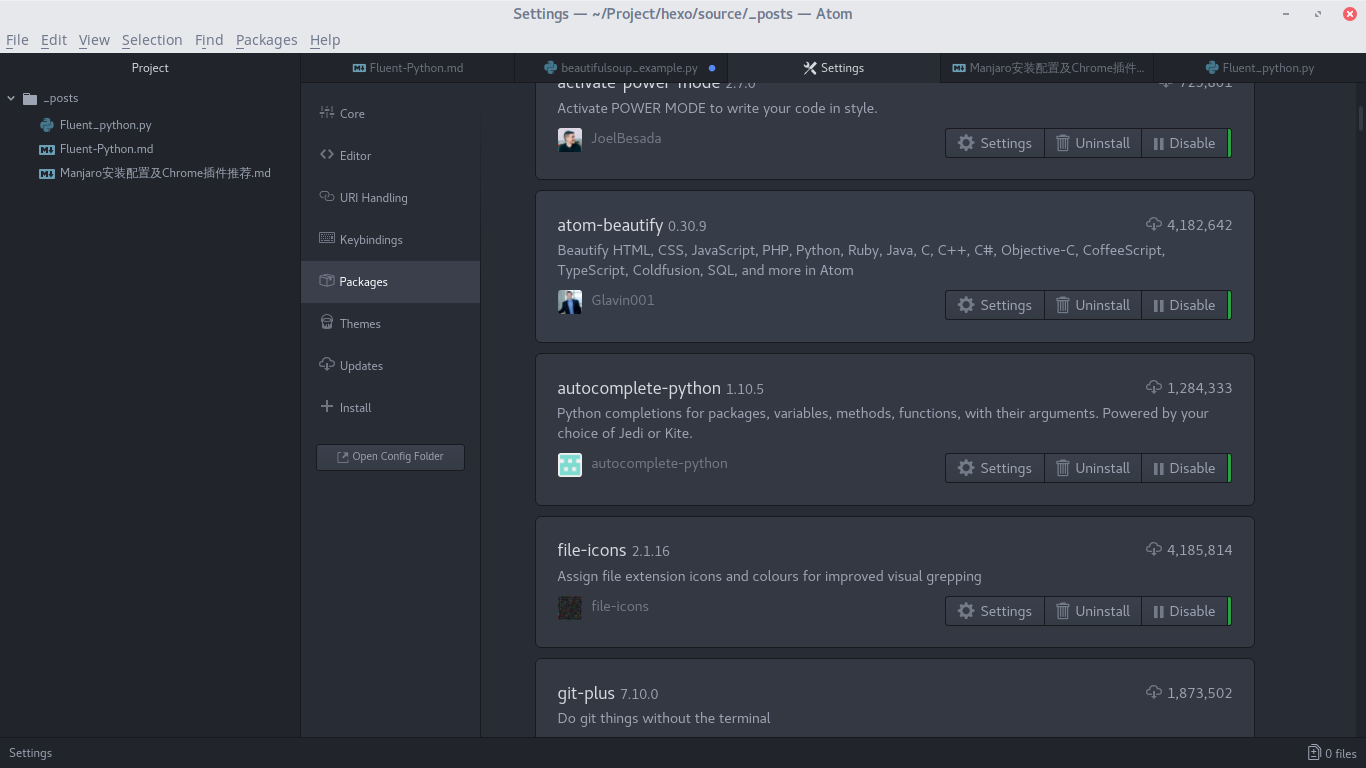 Settings — ~/Project/hexo/source/_posts — Atom
File Edit View Selection Find Packages Help
Project
Fluent-Python.md
beautifulsoup_example.py
Settings
Manjaro安装配置及Chrome插件...
Fluent_python.py
_posts
Fluent_python.py
Fluent-Python.md
Manjaro安装配置及Chrome插件推荐.md
Core
Editor
URI Handling
Keybindings
Packages
Themes
Updates
Install
Open Config Folder
activate-power-mode 2.7.0
725,861
Activate POWER MODE to write your code in style.
JoelBesada
Settings Uninstall Disable
atom-beautify 0.30.9
4,182,642
Beautify HTML, CSS, JavaScript, PHP, Python, Ruby, Java, C, C++, C#, Objective-C, CoffeeScript,
TypeScript, Coldfusion, SQL, and more in Atom
Glavin001
Settings Uninstall Disable
autocomplete-python 1.10.5
1,284,333
Python completions for packages, variables, methods, functions, with their arguments. Powered by your
choice of Jedi or Kite.
autocomplete-python
Settings Uninstall Disable
file-icons 2.1.16
4,185,814
Assign file extension icons and colours for improved visual grepping
file-icons
Settings Uninstall Disable
git-plus 7.10.0
1,873,502
Do git things without the terminal
Settings
0 files